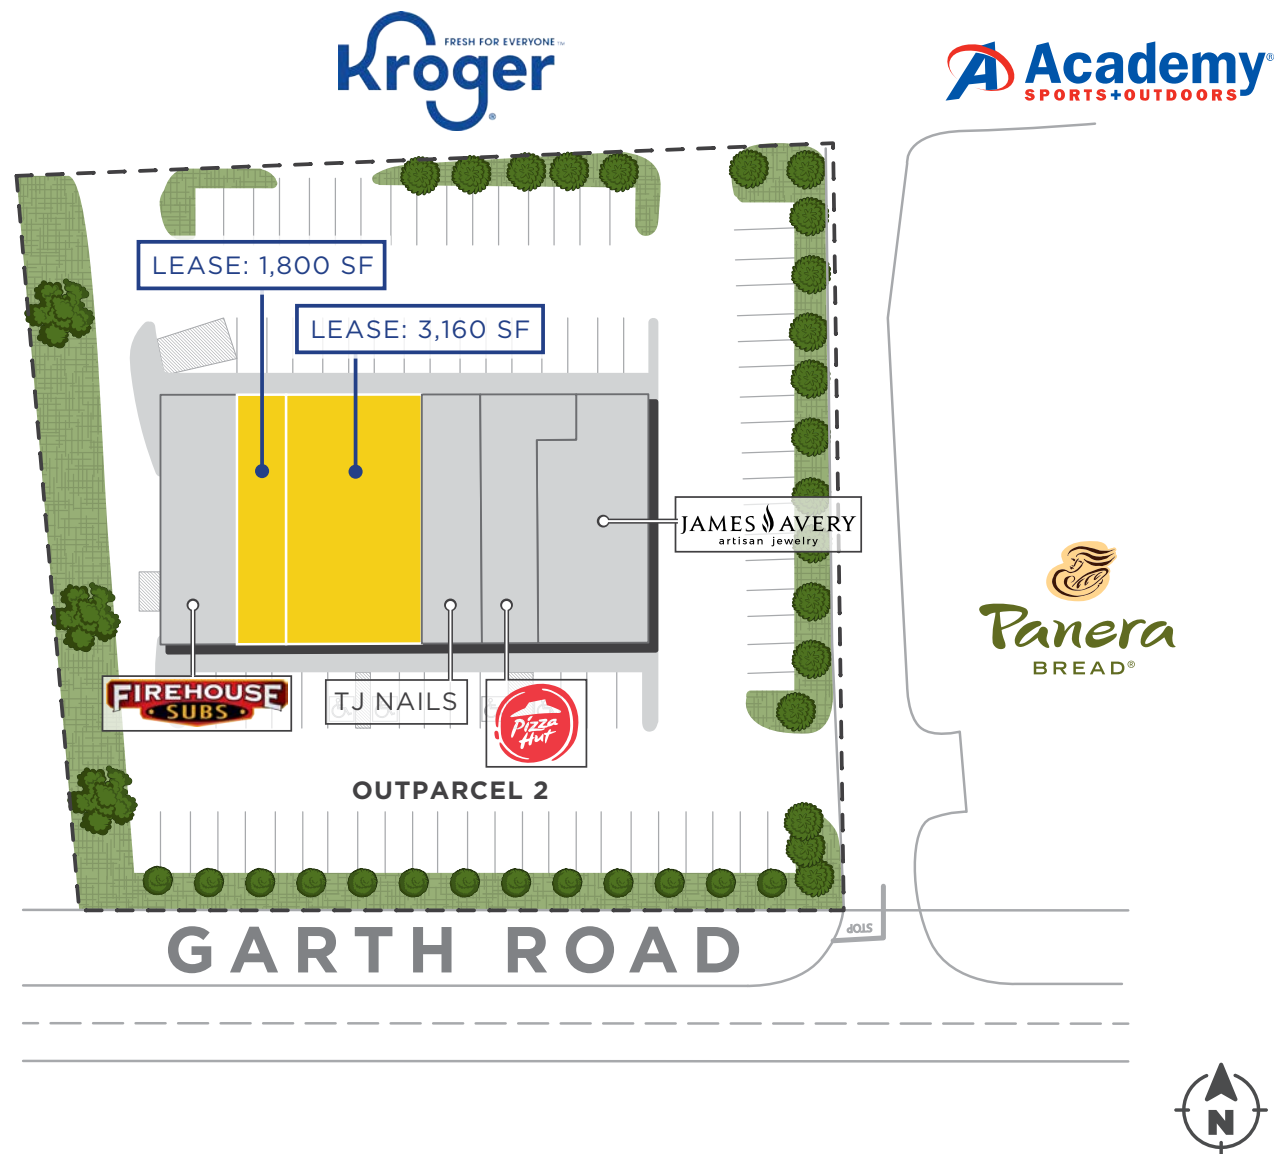 FRESH FOR EVERYONE™
Kroger®
Academy®
SPORTS+OUTDOORS
LEASE: 1,800 SF
LEASE: 3,160 SF
JAMES AVERY
artisan jewelry
Panera
BREAD®
FIREHOUSE
SUBS
TJ NAILS
Pizza
Hut
OUTPARCEL 2
GARTH ROAD
STOP
N